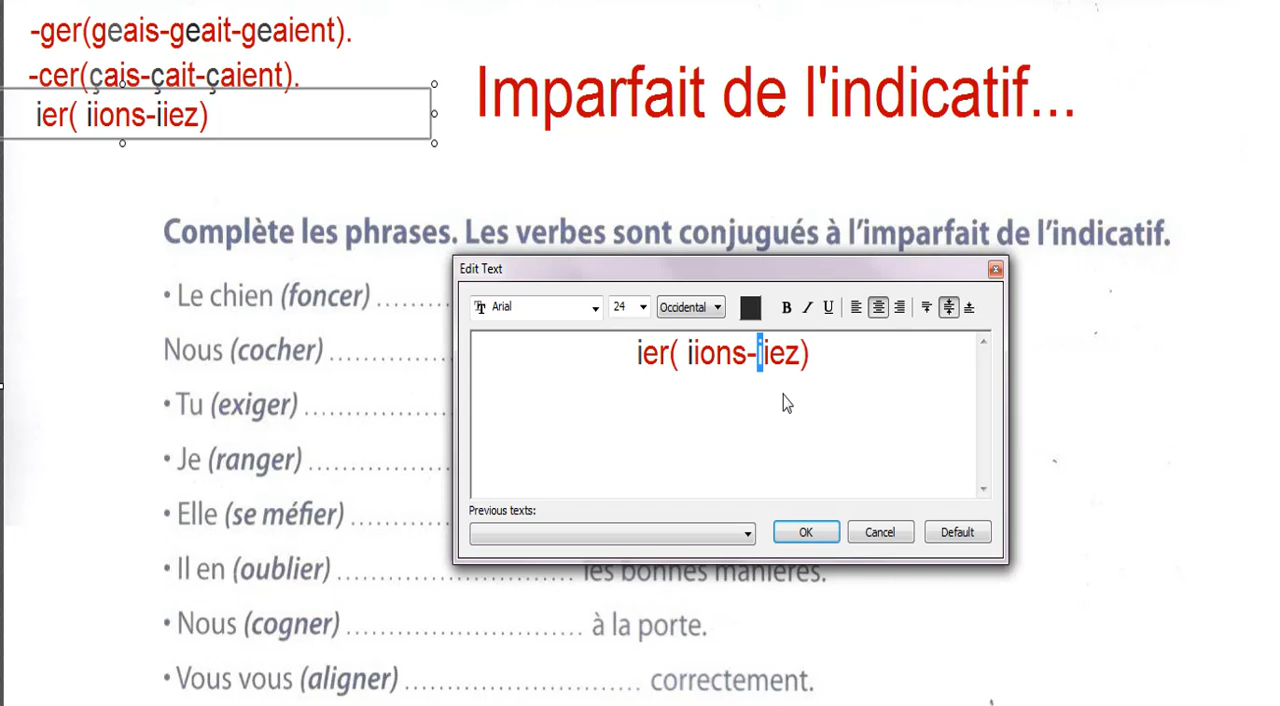 -ger(geais-geait-geaient).
-cer(çais-çait-çaient).
ier( iions-iiez)
Imparfait de l'indicatif...
Complète les phrases. Les verbes sont conjugués à l'imparfait de l'indicatif.
• Le chien (foncer) ..........
Nous (cocher) ................
• Tu (exiger) ...................
• Je (ranger) ...................
• Elle (se méfier) ..............
• Il en (oublier) .............................. les bonnes manières.
• Nous (cogner) .............................. à la porte.
• Vous vous (aligner) .............................. correctement.
Edit Text
Arial 24 Occidental B I U
ier( iions-iiez)
Previous texts:
OK Cancel Default